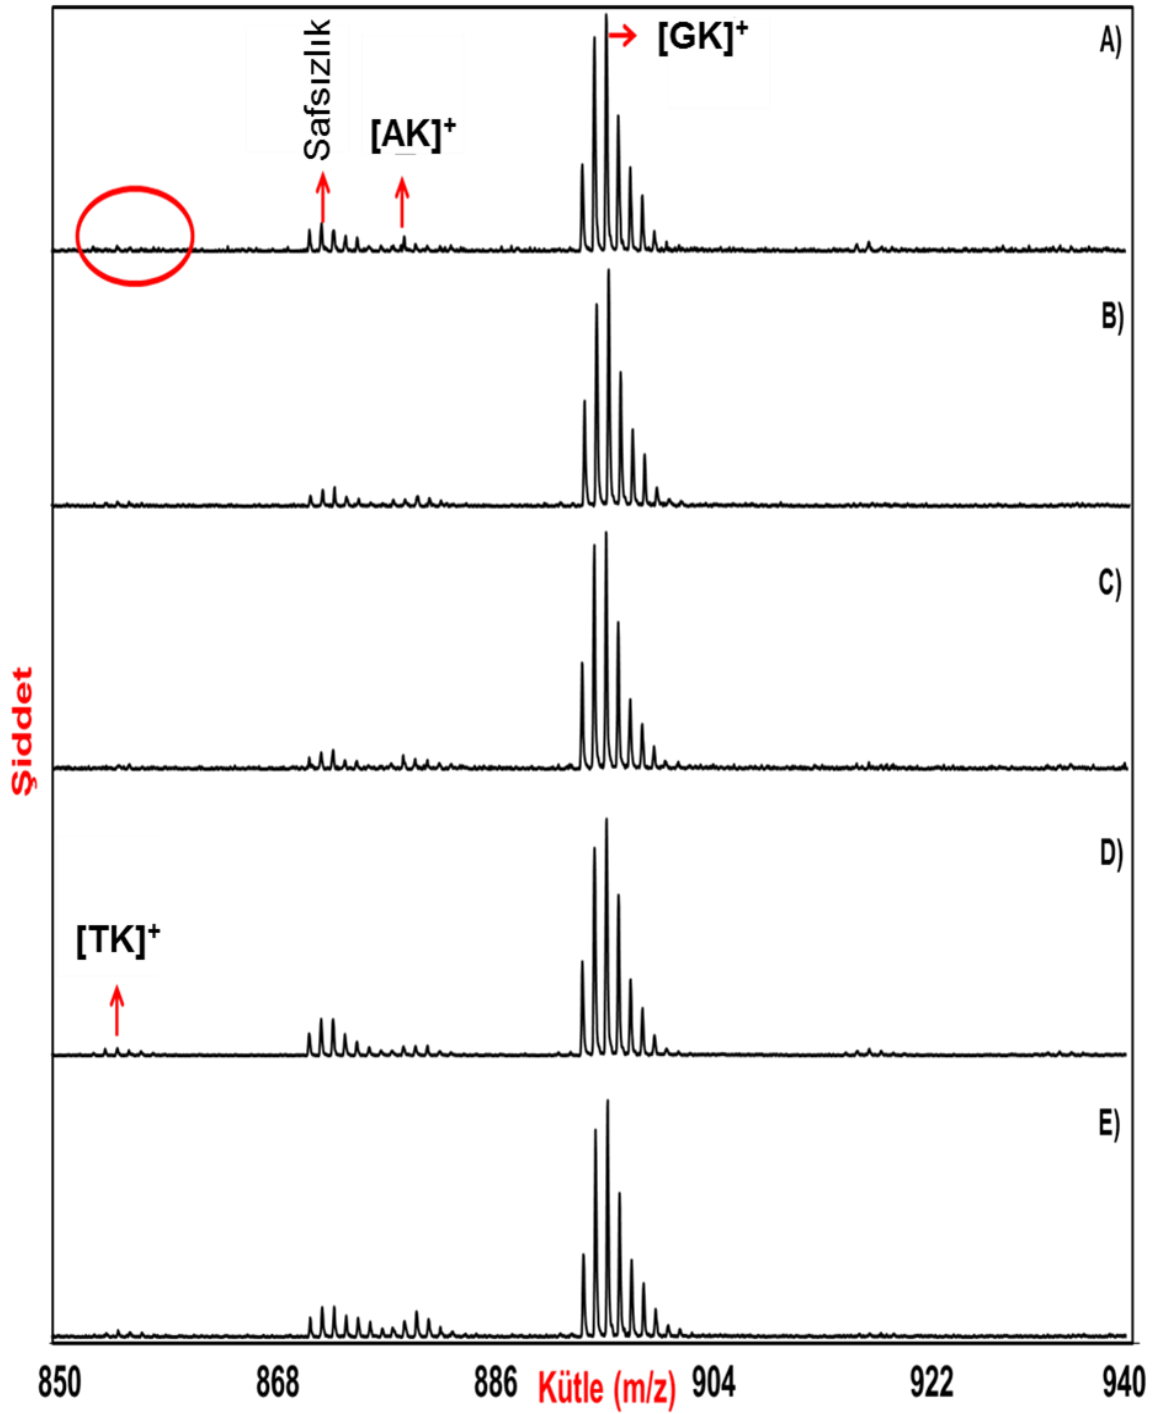 Safsızlık
[AK]+
[GK]+
A)
B)
C)
D)
[TK]+
E)
Şiddet
850 868 886 Kütle (m/z) 904 922 940